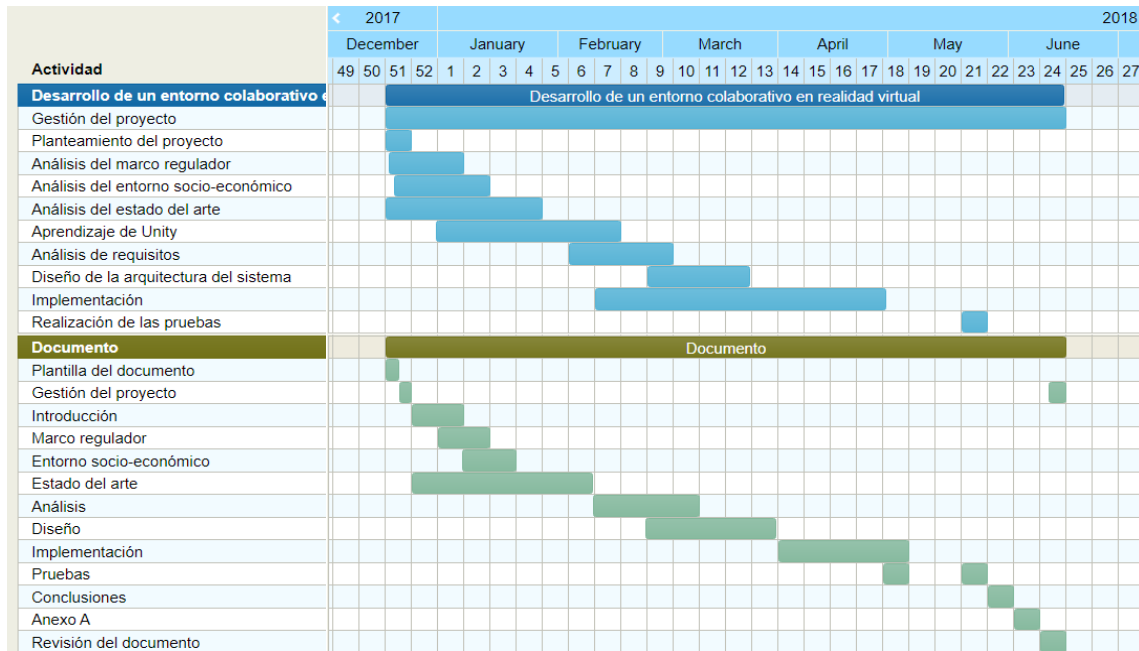 2017 2018
December January February March April May June
Actividad 49 50 51 52 1 2 3 4 5 6 7 8 9 10 11 12 13 14 15 16 17 18 19 20 21 22 23 24 25 26 27
Desarrollo de un entorno colaborativo e Desarrollo de un entorno colaborativo en realidad virtual
Gestión del proyecto
Planteamiento del proyecto
Análisis del marco regulador
Análisis del entorno socio-económico
Análisis del estado del arte
Aprendizaje de Unity
Análisis de requisitos
Diseño de la arquitectura del sistema
Implementación
Realización de las pruebas
Documento Documento
Plantilla del documento
Gestión del proyecto
Introducción
Marco regulador
Entorno socio-económico
Estado del arte
Análisis
Diseño
Implementación
Pruebas
Conclusiones
Anexo A
Revisión del documento